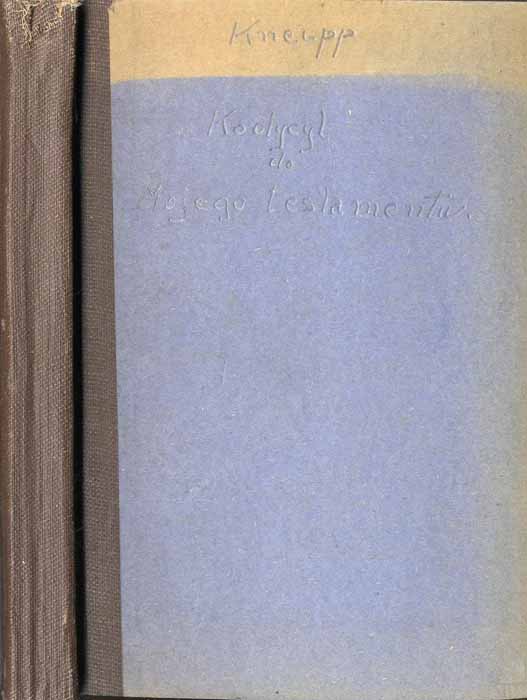 Kneipp
Kodycyl
do
Mojego testamentu